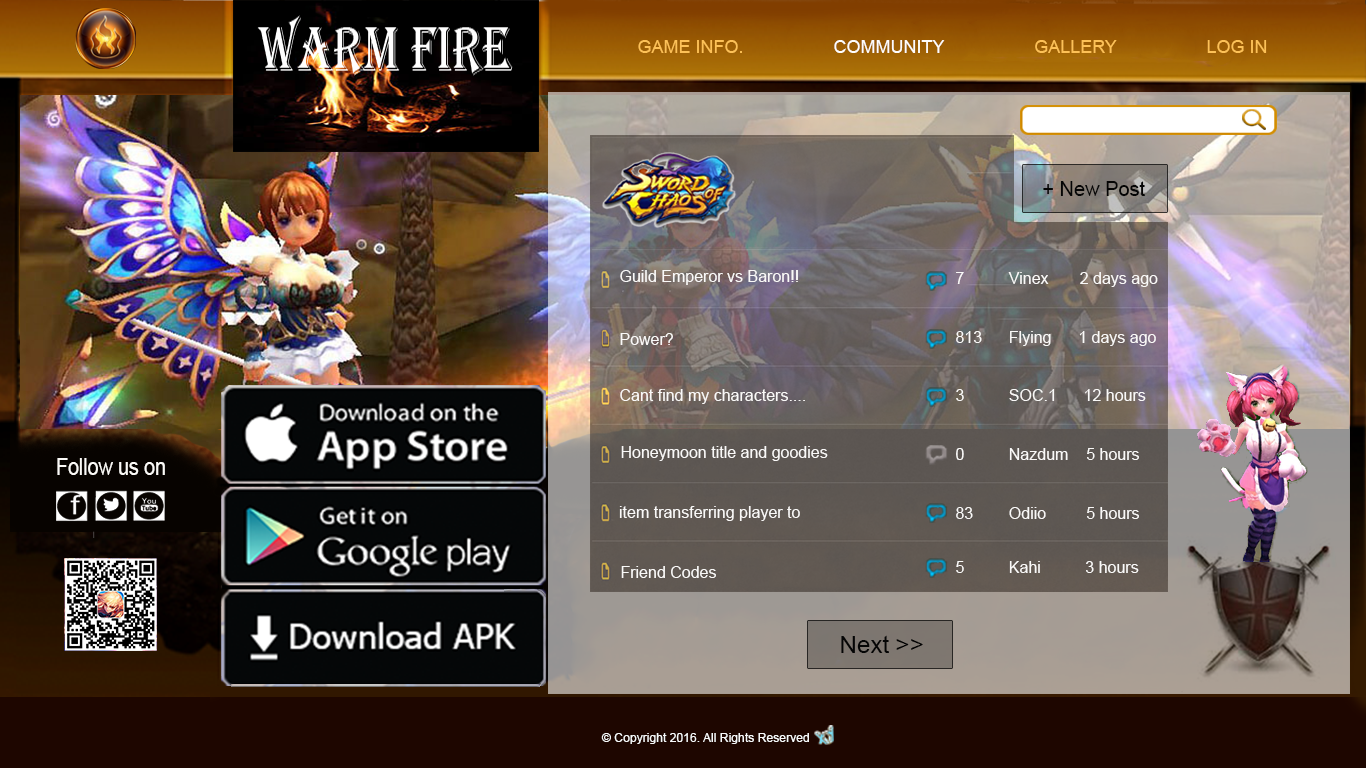 WARM FIRE
GAME INFO.
COMMUNITY
GALLERY
LOG IN
SWORD
OF
CHAOS
+ New Post
Guild Emperor vs Baron!! 7 Vinex 2 days ago
Power? 813 Flying 1 days ago
Cant find my characters.... 3 SOC.1 12 hours
Honeymoon title and goodies 0 Nazdum 5 hours
item transferring player to 83 Odiio 5 hours
Friend Codes 5 Kahi 3 hours
Next >>
Download on the
App Store
Get it on
Google play
Download APK
Follow us on
f
You
Tube
© Copyright 2016. All Rights Reserved